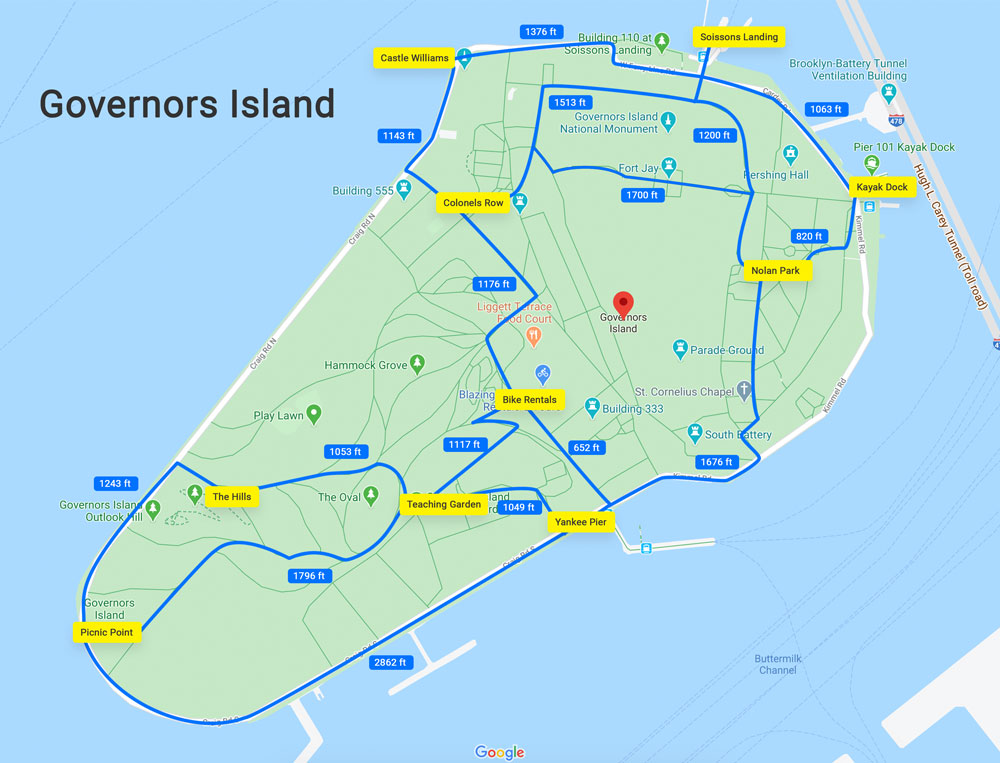 1376 ft
Soissons Landing
Building 110 at
Soissons Landing
Castle Williams
Brooklyn-Battery Tunnel
Ventilation Building
Governors Island
1513 ft
1063 ft
478
Governors Island
National Monument
1143 ft
1200 ft
Pier 101 Kayak Dock
Pershing Hall
Fort Jay
Hugh L. Carey Tunnel (Toll road)
Building 555
Kayak Dock
1700 ft
Colonels Row
Craig Rd N
Kimmel Rd
820 ft
Nolan Park
1176 ft
Liggett Terrace
Food Court
Governors
Island
Craig Rd N
Parade Ground
Hammock Grove
St. Cornelius Chapel
Kimmel Rd
Blazing
Bike Rentals
Building 333
Play Lawn
South Battery
1117 ft
652 ft
1053 ft
1676 ft
Kimmel Rd
1243 ft
The Hills
The Oval
Governors Island
Outlook Hill
Teaching Garden
1049 ft
Yankee Pier
Craig Rd S
1796 ft
Governors
Island
Picnic Point
2862 ft
Buttermilk
Channel
Google